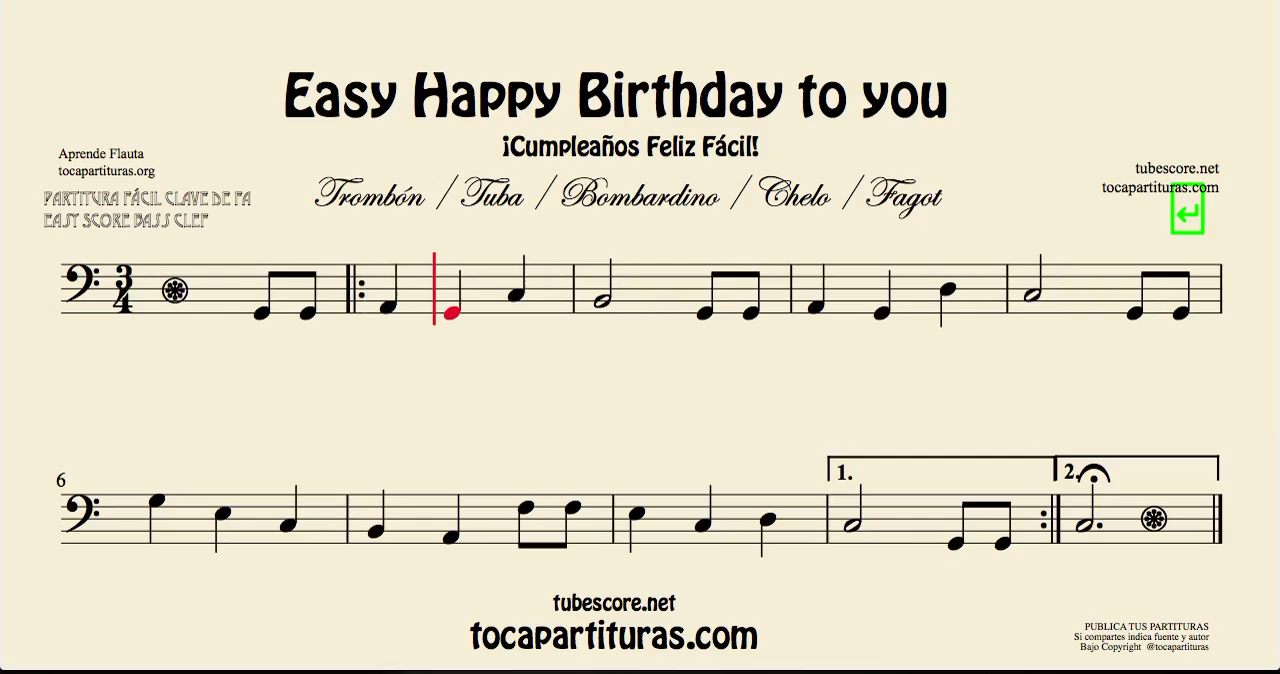 Easy Happy Birthday to you
¡Cumpleaños Feliz Fácil!
Aprende Flauta
tocapartituras.org
PARTITURA FÁCIL CLAVE DE FA
EASY SCORE BASS CLEF
Trombón / Tuba / Bombardino / Chelo / Fagot
tubescore.net
tocapartituras.com
3
4
6
1.
2.
tubescore.net
tocapartituras.com
PUBLICA TUS PARTITURAS
Si compartes indica fuente y autor
Bajo Copyright @tocapartituras